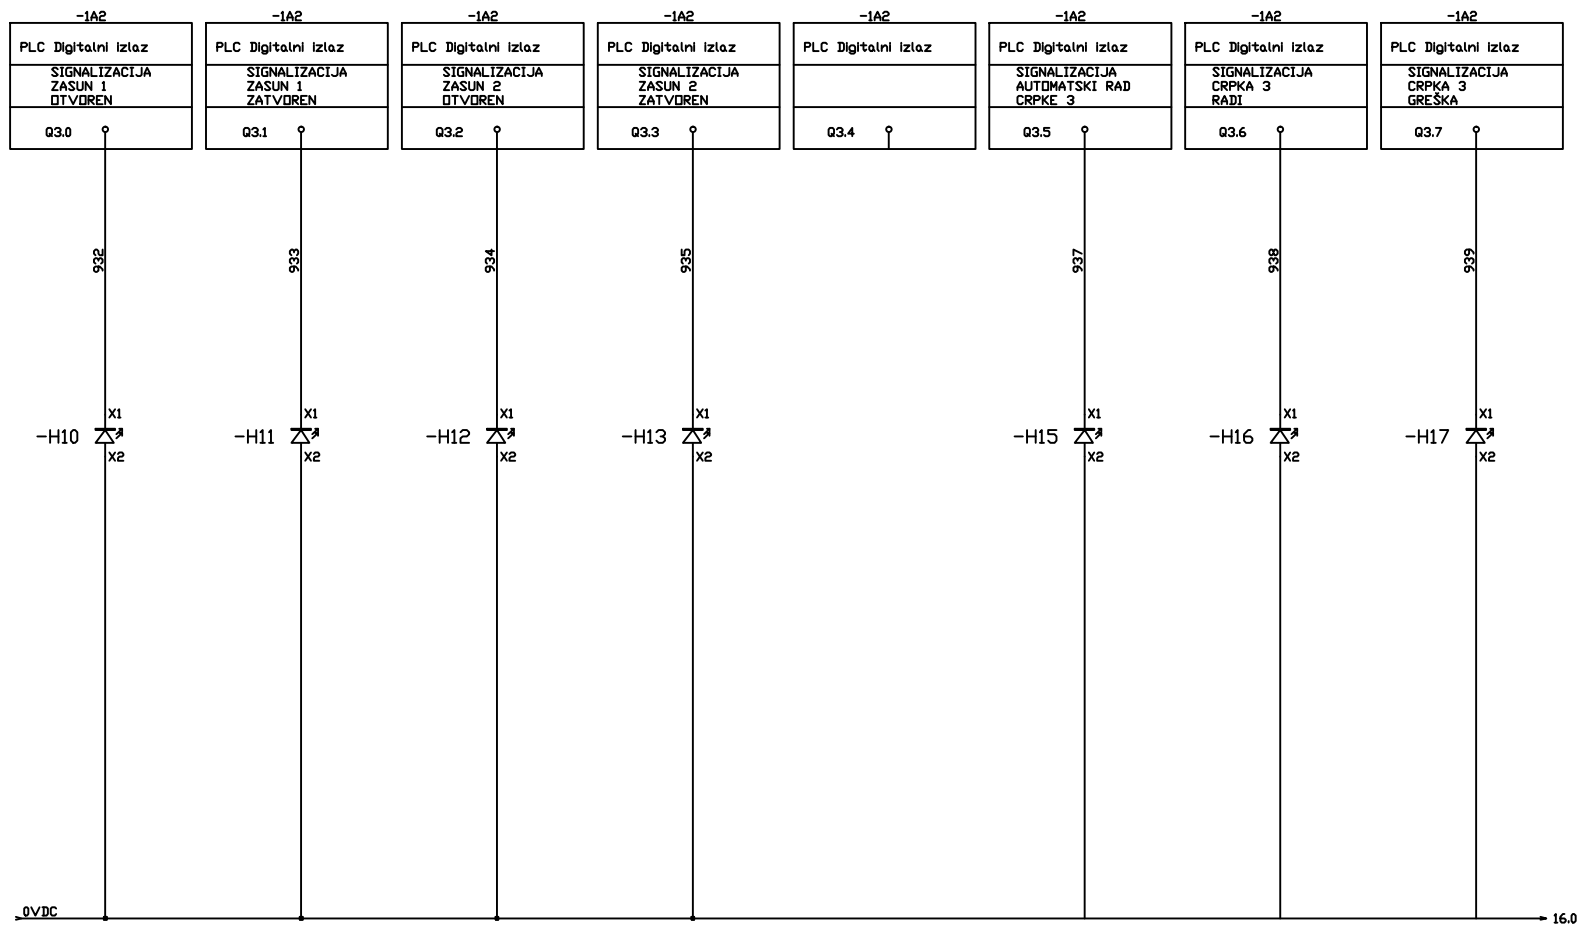 -1A2
PLC Digitalni izlaz
SIGNALIZACIJA
ZASUN 1
OTVOREN
Q3.0
932
X1
-H10
X2
-1A2
PLC Digitalni izlaz
SIGNALIZACIJA
ZASUN 1
ZATVOREN
Q3.1
933
X1
-H11
X2
-1A2
PLC Digitalni izlaz
SIGNALIZACIJA
ZASUN 2
OTVOREN
Q3.2
934
X1
-H12
X2
-1A2
PLC Digitalni izlaz
SIGNALIZACIJA
ZASUN 2
ZATVOREN
Q3.3
935
X1
-H13
X2
-1A2
PLC Digitalni izlaz
Q3.4
-1A2
PLC Digitalni izlaz
SIGNALIZACIJA
AUTOMATSKI RAD
CRPKE 3
Q3.5
937
X1
-H15
X2
-1A2
PLC Digitalni izlaz
SIGNALIZACIJA
CRPKA 3
RADI
Q3.6
938
X1
-H16
X2
-1A2
PLC Digitalni izlaz
SIGNALIZACIJA
CRPKA 3
GREŠKA
Q3.7
939
X1
-H17
X2
0VDC
16.0